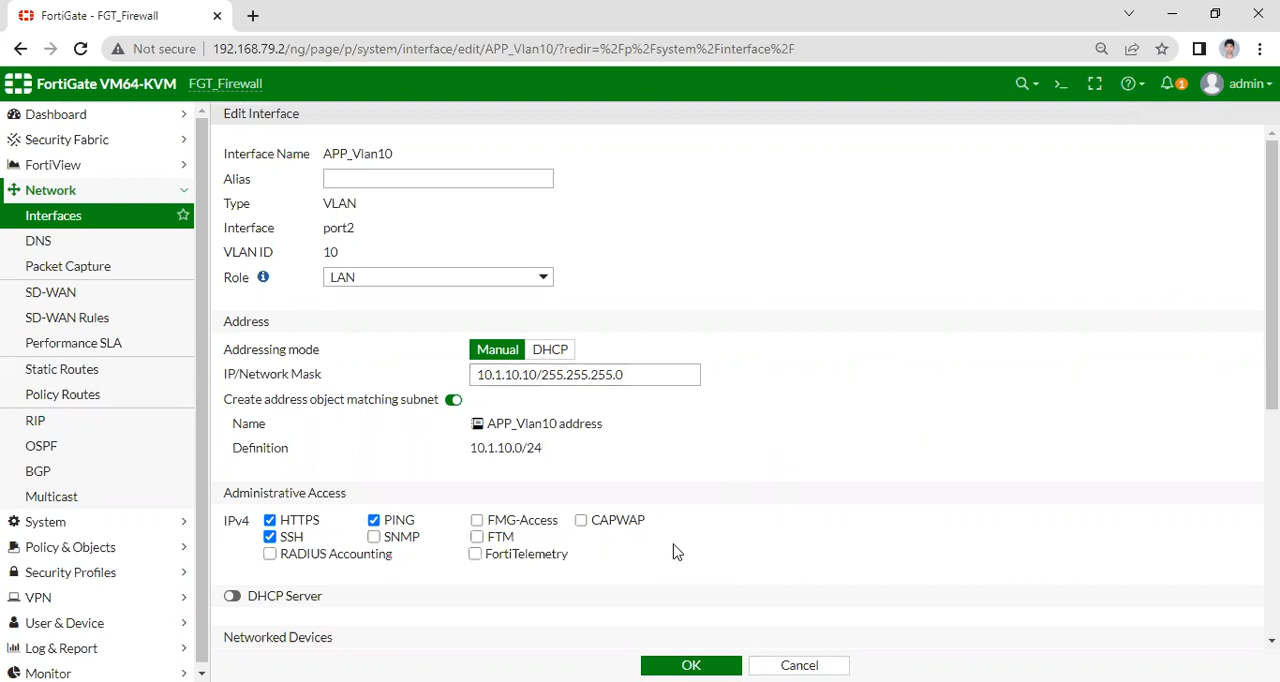 FortiGate - FGT_Firewall
Not secure 192.168.79.2/ng/page/p/system/interface/edit/APP_Vlan10/?redir=%2Fp%2Fsystem%2Finterface%2F
FortiGate VM64-KVM FGT_Firewall 1 admin
Dashboard
Security Fabric
FortiView
Network
Interfaces
DNS
Packet Capture
SD-WAN
SD-WAN Rules
Performance SLA
Static Routes
Policy Routes
RIP
OSPF
BGP
Multicast
System
Policy & Objects
Security Profiles
VPN
User & Device
Log & Report
Monitor
Edit Interface
Interface Name APP_Vlan10
Alias
Type VLAN
Interface port2
VLAN ID 10
Role LAN
Address
Addressing mode Manual DHCP
IP/Network Mask 10.1.10.10/255.255.255.0
Create address object matching subnet
Name APP_Vlan10 address
Definition 10.1.10.0/24
Administrative Access
IPv4 HTTPS PING FMG-Access CAPWAP
SSH SNMP FTM
RADIUS Accounting FortiTelemetry
DHCP Server
Networked Devices
OK Cancel